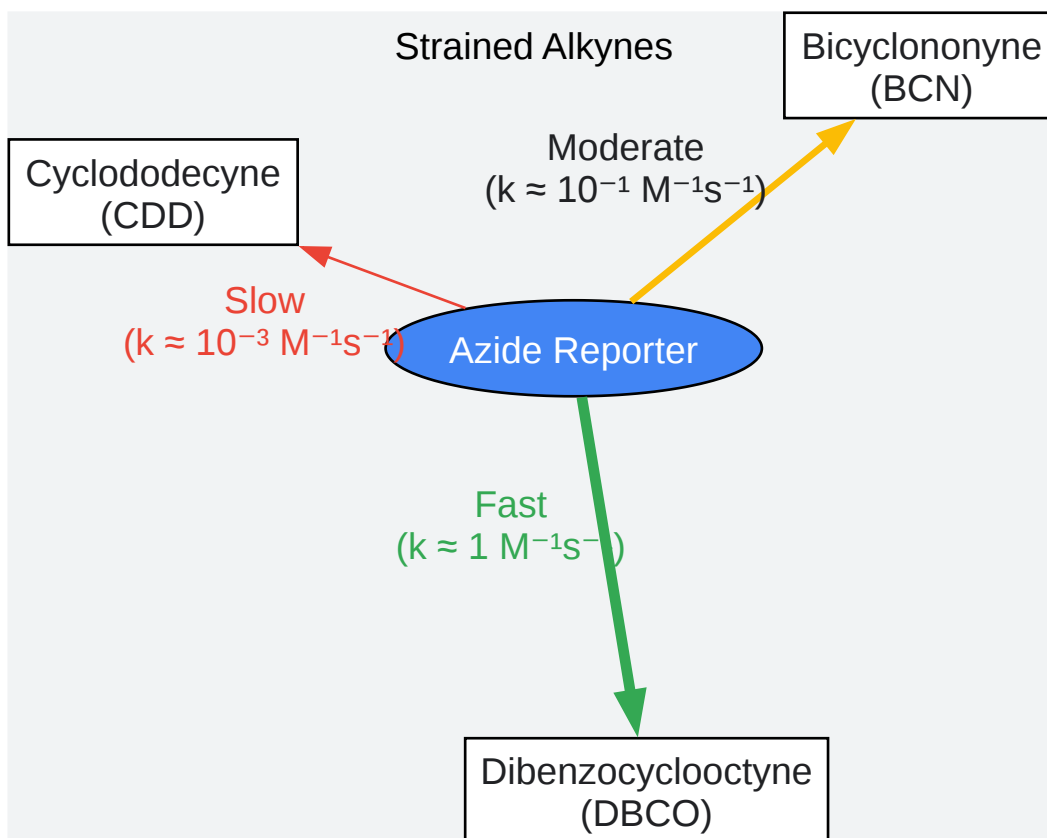 Strained Alkynes
Bicyclononyne
(BCN)
Cyclododecyne
(CDD)
Moderate
(k ≈ 10⁻¹ M⁻¹s⁻¹)
Slow
(k ≈ 10⁻³ M⁻¹s⁻¹)
Azide Reporter
Fast
(k ≈ 1 M⁻¹s⁻ )
Dibenzocyclooctyne
(DBCO)